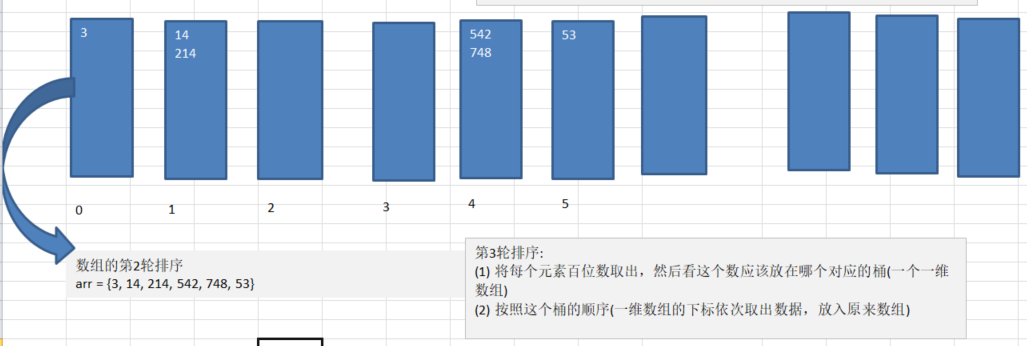 3
14
214
542
748
53
0
1
2
3
4
5
数组的第2轮排序
arr = {3, 14, 214, 542, 748, 53}
第3轮排序:
(1) 将每个元素百位数取出，然后看这个数应该放在哪个对应的桶(一个一维
数组)
(2) 按照这个桶的顺序(一维数组的下标依次取出数据，放入原来数组)